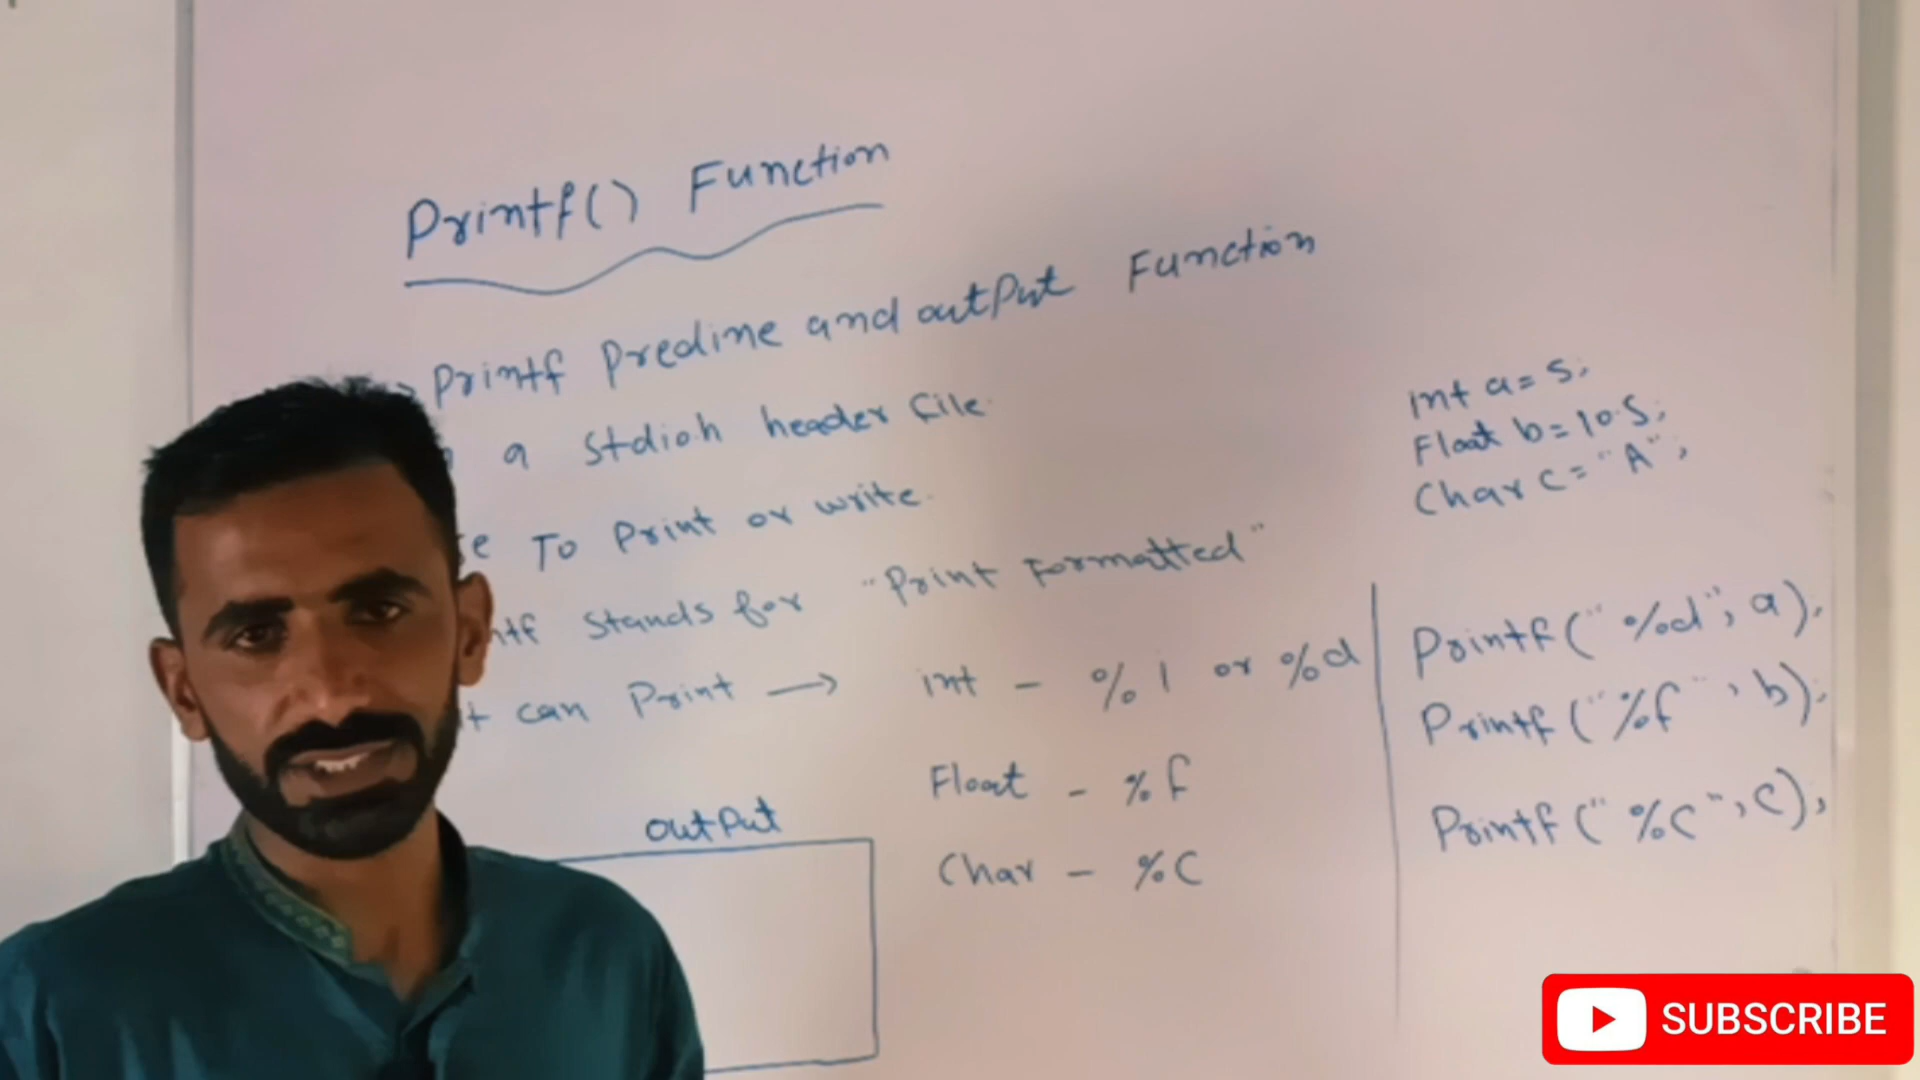 Printf() Function
Printf Predine and output Function
a Stdio.h header file.
To Print or write.
Stands for "Print Formatted"
can Print → int - %i or %d
Float - %f
Char - %c
output
int a = 5;
Float b = 10.5;
Char c = "A";
Printf("%d", a);
Printf("%f", b);
Printf("%c", c);
SUBSCRIBE